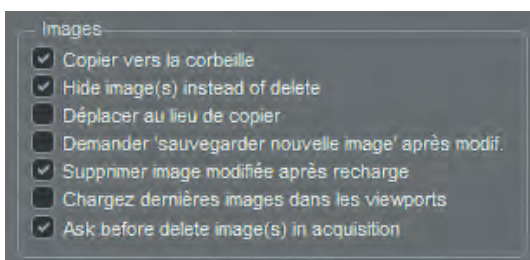 Images
Copier vers la corbeille
Hide image(s) instead of delete
Déplacer au lieu de copier
Demander 'sauvegarder nouvelle image' après modif.
Supprimer image modifiée après recharge
Chargez dernières images dans les viewports
Ask before delete image(s) in acquisition